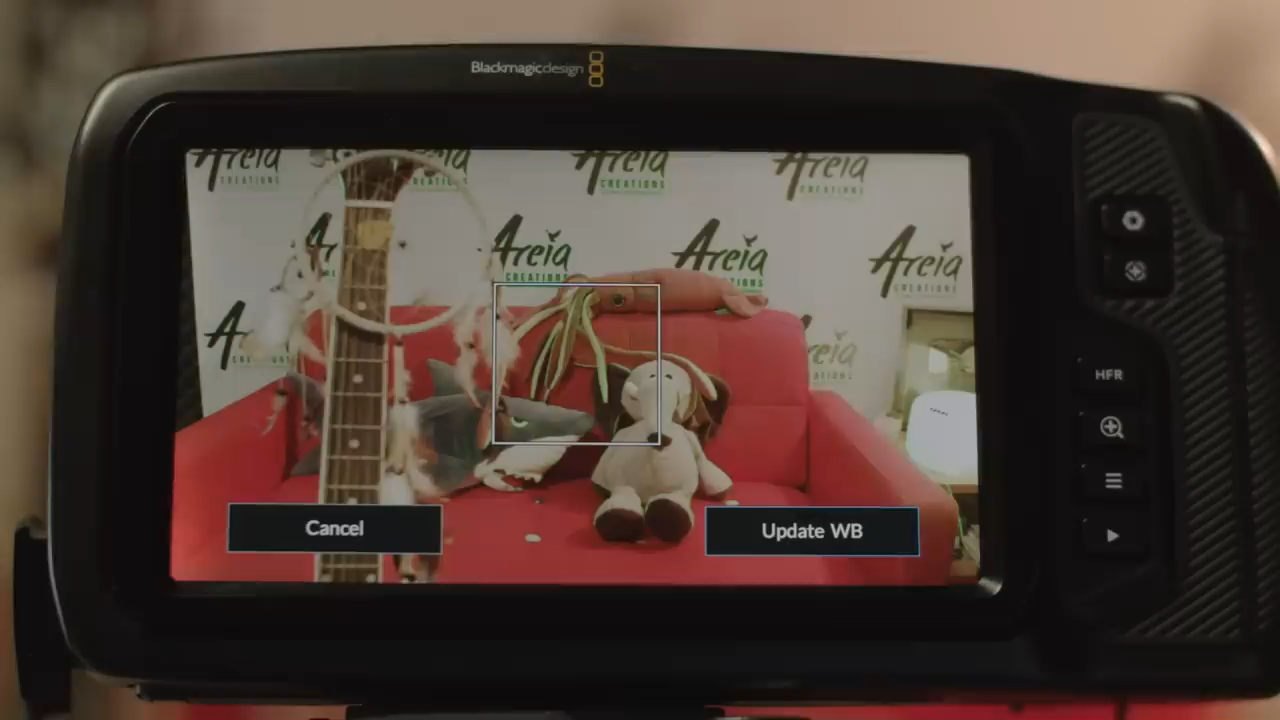 Blackmagicdesign
Areia Areia Areia
CREATIONS CREATIONS CREATIONS CREATIONS
Areia Areia Areia
CREATIONS CREATIONS
HFR
Cancel
Update WB